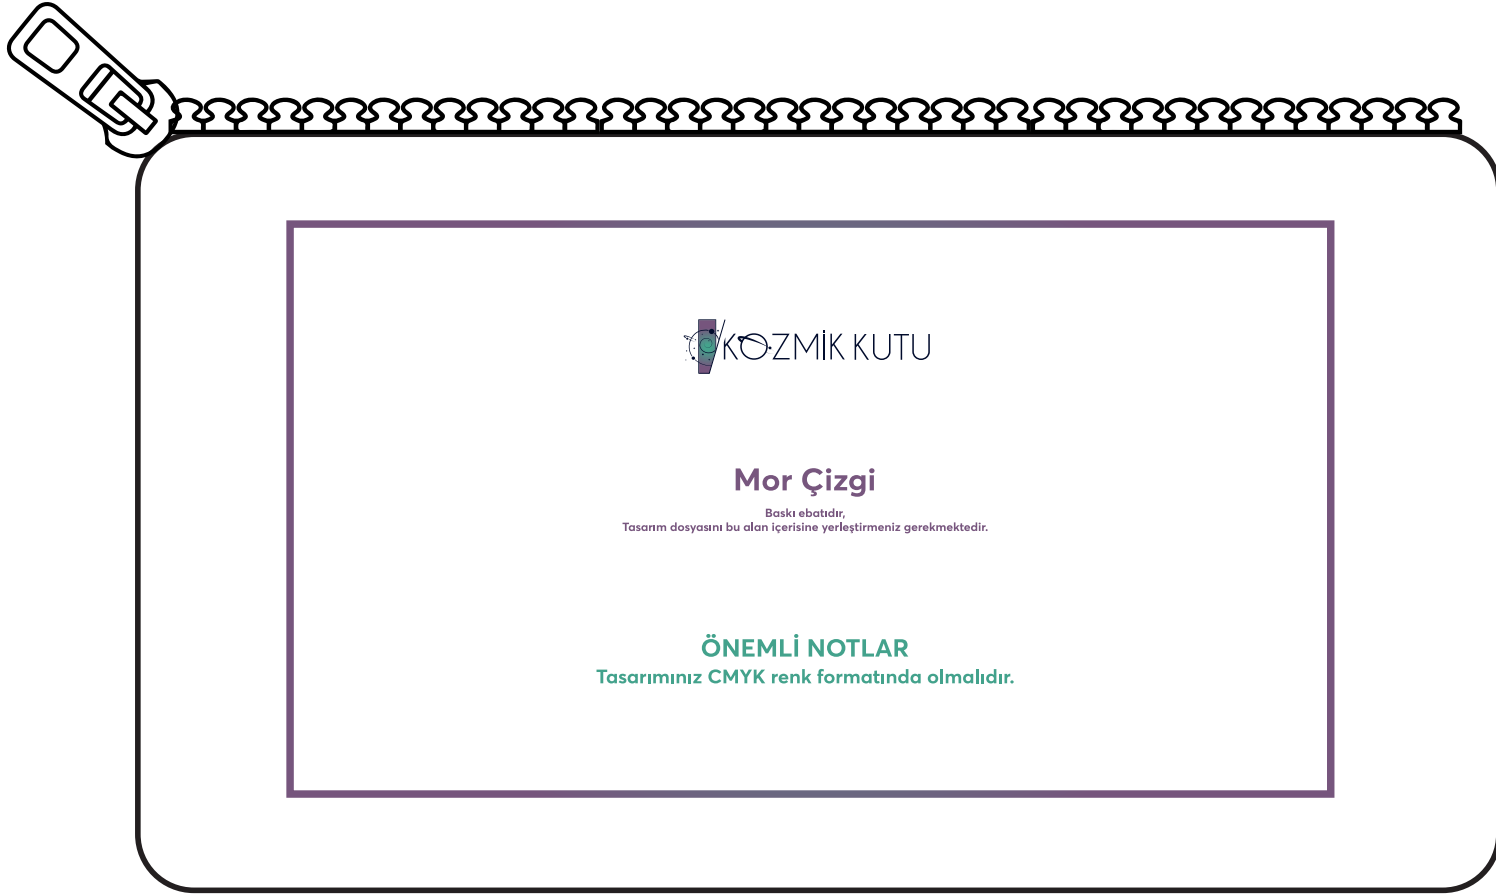 KOZMİK KUTU
Mor Çizgi
Baskı ebatıdır,
Tasarım dosyasını bu alan içerisine yerleştirmeniz gerekmektedir.
ÖNEMLİ NOTLAR
Tasarımınız CMYK renk formatında olmalıdır.